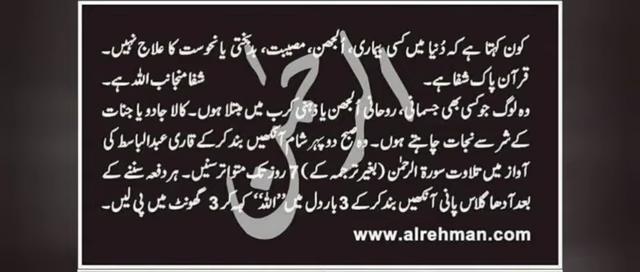 کون کہتا ہے کہ دُنیا میں کسی بیماری، اُلجھن، مصیبت، بدبختی یا نحوست کا علاج نہیں۔
قرآن پاک شفا ہے۔ شفا منجانب اللہ ہے۔
وہ لوگ جو کسی بھی جسمانی، روحانی اُلجھن یا ذہنی کرب میں مبتلا ہوں۔ کالا جادو یا جنات
کے شر سے نجات چاہتے ہوں۔ وہ صبح دوپہر شام آنکھیں بند کر کے قاری عبدالباسط کی
آواز میں تلاوت سورۃ الرحمٰن (بغیر ترجمہ کے) 7 روز تک متواتر سنیں۔ ہر دفعہ سننے کے
بعد آدھا گلاس پانی آنکھیں بند کر کے 3 بار دل میں ”اللہ“ کہہ کر 3 گھونٹ میں پی لیں۔
www.alrehman.com
الرحمٰن